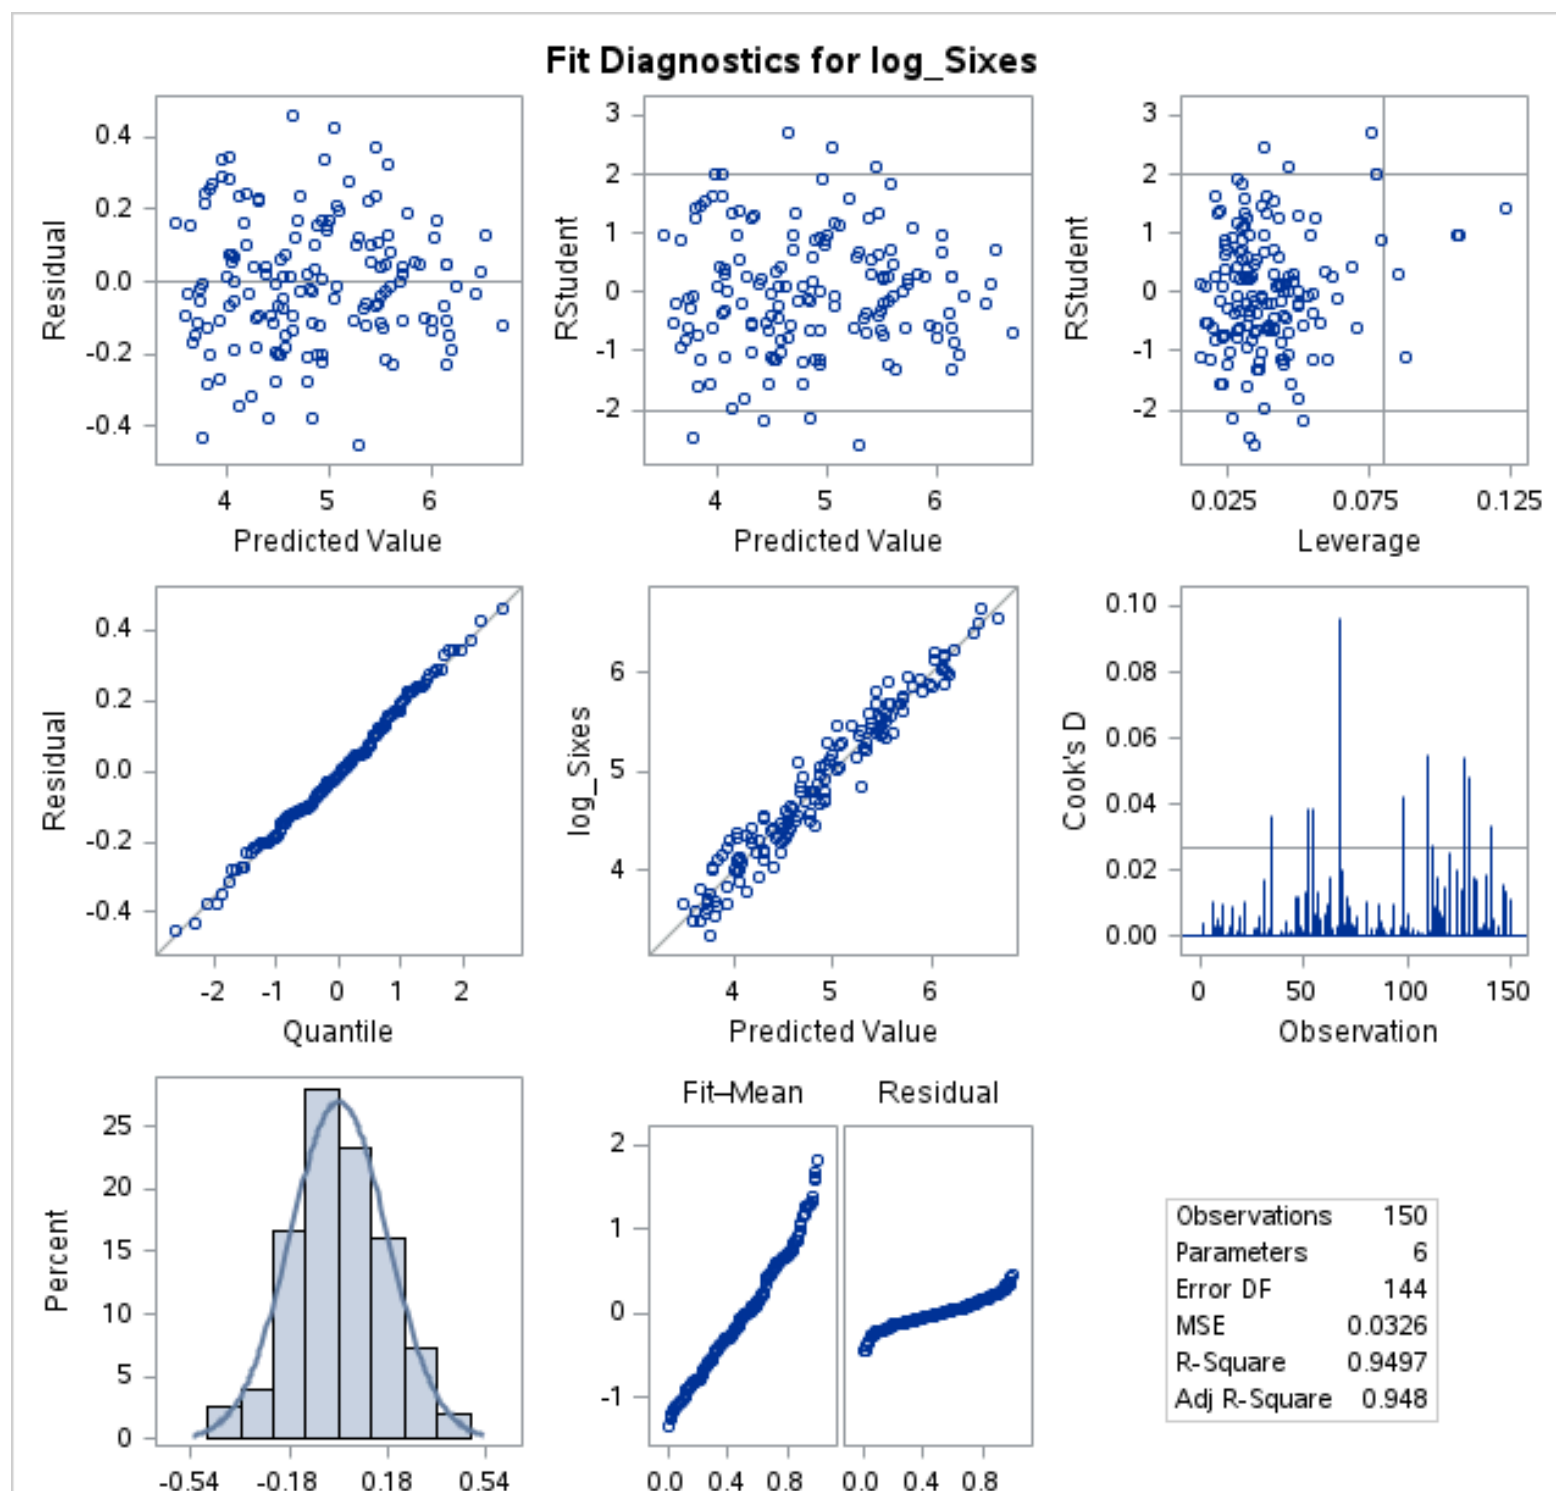 Fit Diagnostics for log_Sixes
0.4
0.2
0.0
-0.2
-0.4
Residual
4 5 6
Predicted Value
3
2
1
0
-1
-2
RStudent
4 5 6
Predicted Value
3
2
1
0
-1
-2
RStudent
0.025 0.075 0.125
Leverage
0.4
0.2
0.0
-0.2
-0.4
Residual
-2 -1 0 1 2
Quantile
6
5
4
log_Sixes
4 5 6
Predicted Value
0.10
0.08
0.06
0.04
0.02
0.00
Cook's D
0 50 100 150
Observation
25
20
15
10
5
0
Percent
-0.54 -0.18 0.18 0.54
Fit–Mean Residual
2
1
0
-1
0.0 0.4 0.8 0.0 0.4 0.8
Observations 150
Parameters 6
Error DF 144
MSE 0.0326
R-Square 0.9497
Adj R-Square 0.948